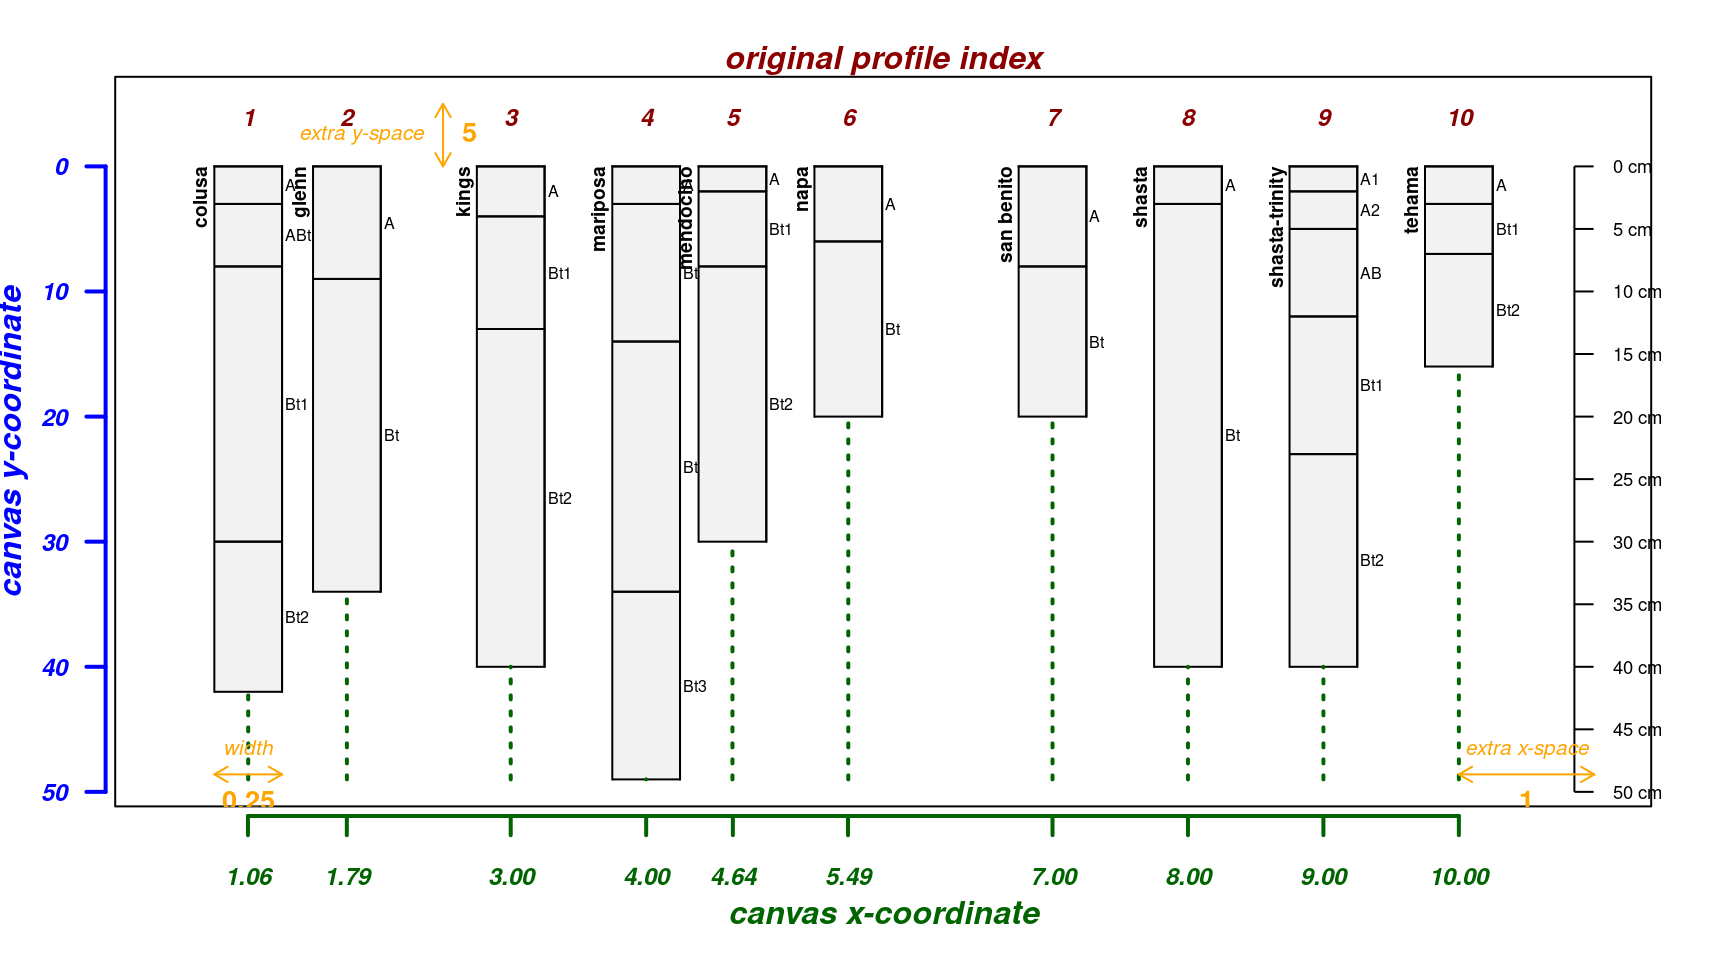 original profile index
1 2 3 4 5 6 7 8 9 10
extra y-space 5
canvas y-coordinate
0
10
20
30
40
50
colusa
A
ABt
Bt1
Bt2
glenn
A
Bt
kings
A
Bt1
Bt2
mariposa
Bt
Bt
Bt3
mendocino
A
Bt1
Bt2
napa
A
Bt
san benito
A
Bt
shasta
A
Bt
shasta-trinity
A1
A2
AB
Bt1
Bt2
tehama
A
Bt1
Bt2
0 cm
5 cm
10 cm
15 cm
20 cm
25 cm
30 cm
35 cm
40 cm
45 cm
50 cm
width
0.25
extra x-space
1
1.06 1.79 3.00 4.00 4.64 5.49 7.00 8.00 9.00 10.00
canvas x-coordinate